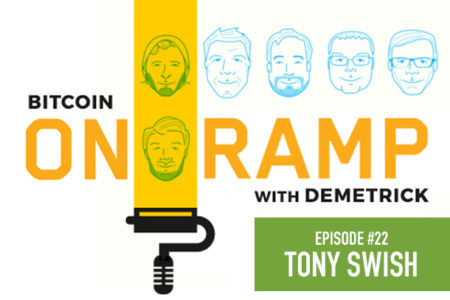 BITCOIN
ON RAMP
WITH DEMETRICK
EPISODE #22
TONY SWISH